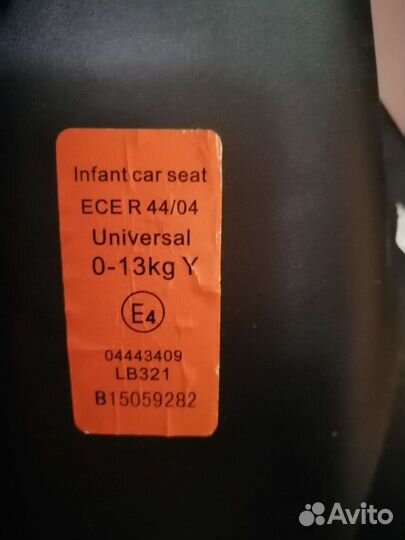 Infant car seat
ECE R 44/04
Universal
0-13kg Y
E4
04443409
LB321
B15059282
Avito